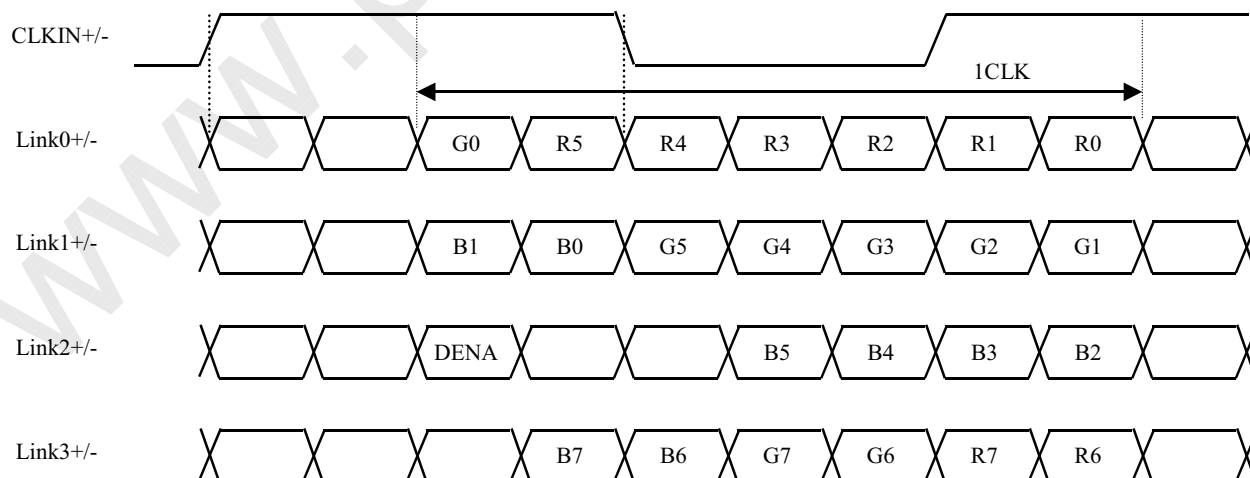 CLKIN+/-
1CLK
Link0+/- G0 R5 R4 R3 R2 R1 R0
Link1+/- B1 B0 G5 G4 G3 G2 G1
Link2+/- DENA B5 B4 B3 B2
Link3+/- B7 B6 G7 G6 R7 R6
www.p